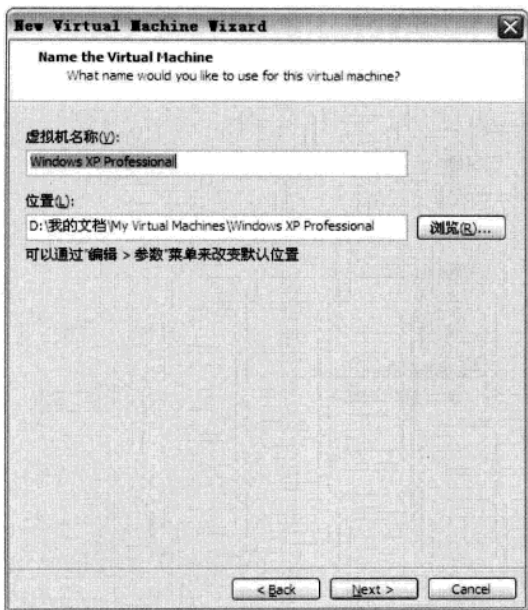 New Virtual Machine Wizard
Name the Virtual Machine
What name would you like to use for this virtual machine?
虚拟机名称(V):
Windows XP Professional
位置(L):
D:\我的文档\My Virtual Machines\Windows XP Professional
浏览(R)...
可以通过"编辑 > 参数"菜单来改变默认位置
< Back
Next >
Cancel